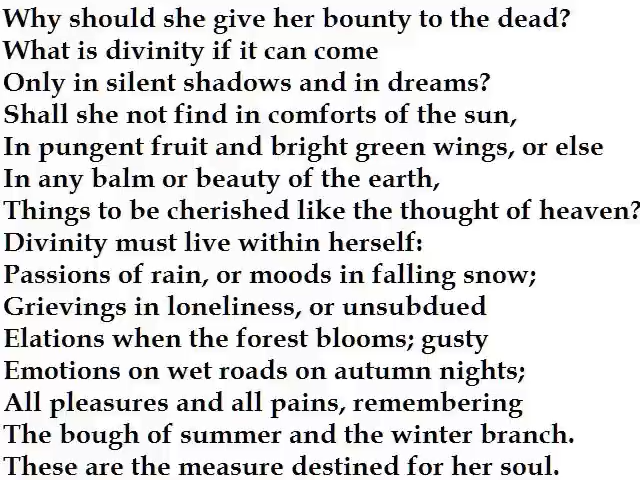 Why should she give her bounty to the dead?
What is divinity if it can come
Only in silent shadows and in dreams?
Shall she not find in comforts of the sun,
In pungent fruit and bright green wings, or else
In any balm or beauty of the earth,
Things to be cherished like the thought of heaven?
Divinity must live within herself:
Passions of rain, or moods in falling snow;
Grievings in loneliness, or unsubdued
Elations when the forest blooms; gusty
Emotions on wet roads on autumn nights;
All pleasures and all pains, remembering
The bough of summer and the winter branch.
These are the measure destined for her soul.